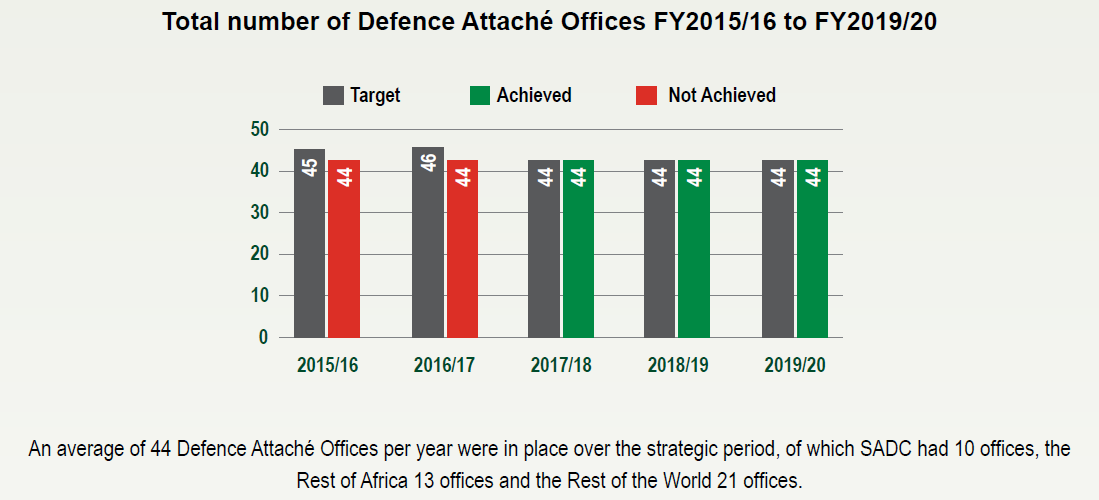 Total number of Defence Attaché Offices FY2015/16 to FY2019/20
Target Achieved Not Achieved
50
40
30
20
10
0
45 44 46 44 44 44 44 44 44 44
2015/16 2016/17 2017/18 2018/19 2019/20
An average of 44 Defence Attaché Offices per year were in place over the strategic period, of which SADC had 10 offices, the
Rest of Africa 13 offices and the Rest of the World 21 offices.